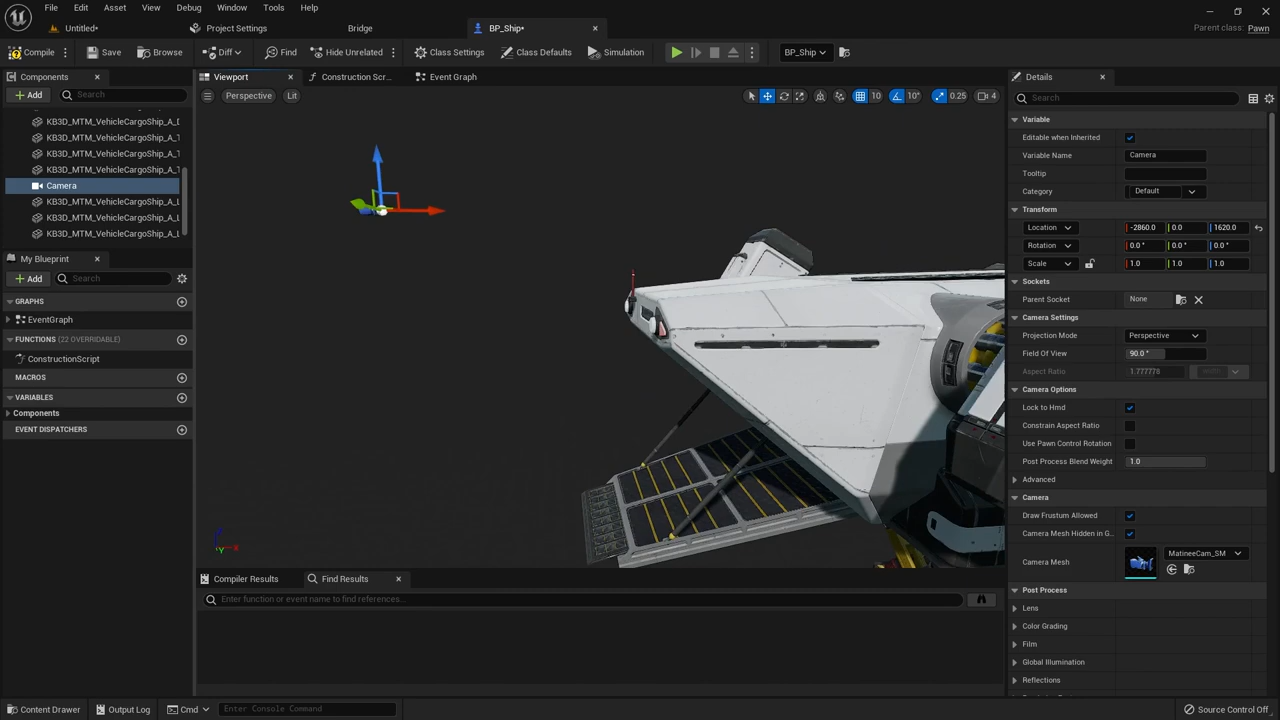 File Edit Asset View Debug Window Tools Help
Untitled* Project Settings Bridge BP_Ship* Parent class: Pawn
Compile Save Browse Diff Find Hide Unrelated Class Settings Class Defaults Simulation BP_Ship
Components Viewport Construction Scr... Event Graph Details
Add Search Perspective Lit 10 10° 0.25 4 Search
KB3D_MTM_VehicleCargoShip_A_D
KB3D_MTM_VehicleCargoShip_A_T
KB3D_MTM_VehicleCargoShip_A_T
KB3D_MTM_VehicleCargoShip_A_T
Camera
KB3D_MTM_VehicleCargoShip_A_L
KB3D_MTM_VehicleCargoShip_A_L
KB3D_MTM_VehicleCargoShip_A_L
My Blueprint
Add Search
GRAPHS
EventGraph
FUNCTIONS (22 OVERRIDABLE)
ConstructionScript
MACROS
VARIABLES
Components
EVENT DISPATCHERS
Variable
Editable when Inherited
Variable Name Camera
Tooltip
Category Default
Transform
Location -2860.0 0.0 1620.0
Rotation 0.0 ° 0.0 ° 0.0 °
Scale 1.0 1.0 1.0
Sockets
Parent Socket None
Camera Settings
Projection Mode Perspective
Field Of View 90.0 °
Aspect Ratio 1.777778
Camera Options
Lock to Hmd
Constrain Aspect Ratio
Use Pawn Control Rotation
Post Process Blend Weight 1.0
Advanced
Camera
Draw Frustum Allowed
Camera Mesh Hidden in G...
Camera Mesh MatineeCam_SM
Post Process
Lens
Color Grading
Film
Global Illumination
Reflections
X Y
Compiler Results Find Results
Enter function or event name to find references...
Content Drawer Output Log Cmd Enter Console Command Source Control Off